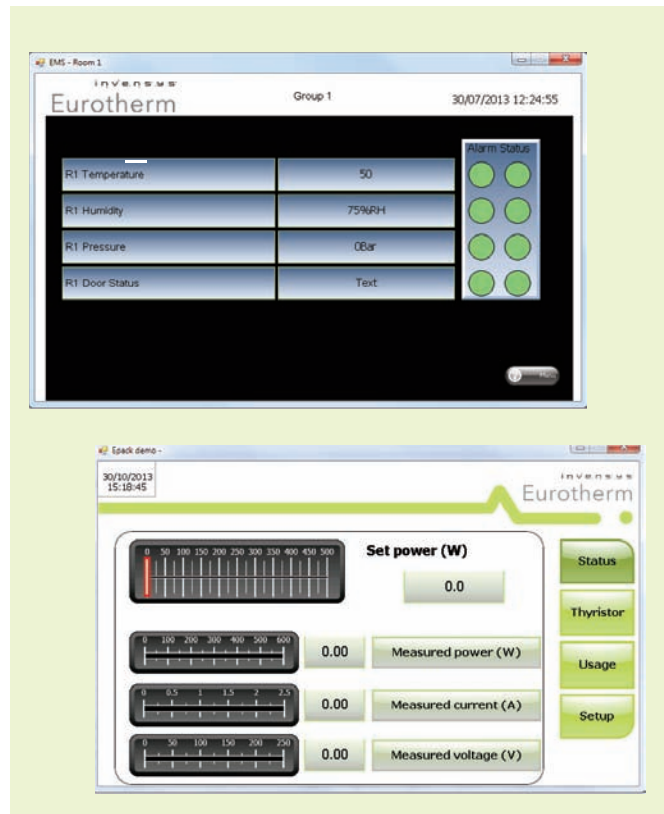 EMS - Room 1
invensys
Eurotherm
Group 1
30/07/2013 12:24:55
Alarm Status
R1 Temperature 50
R1 Humidity 75%RH
R1 Pressure 0Bar
R1 Door Status Text
Epack demo -
30/10/2013
15:18:45
invensys
Eurotherm
0 50 100 150 200 250 300 350 400 450 500
Set power (W)
0.0
Status
Thyristor
Usage
Setup
0 100 200 300 400 500 600
0.00
Measured power (W)
0 0.5 1 1.5 2 2.5
0.00
Measured current (A)
0 50 100 150 200 250
0.00
Measured voltage (V)